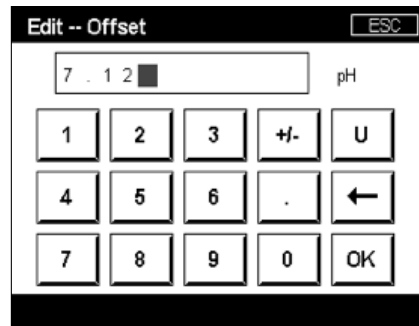 Edit -- Offset ESC
7 . 1 2 pH
1 2 3 +/- U
4 5 6 . ←
7 8 9 0 OK